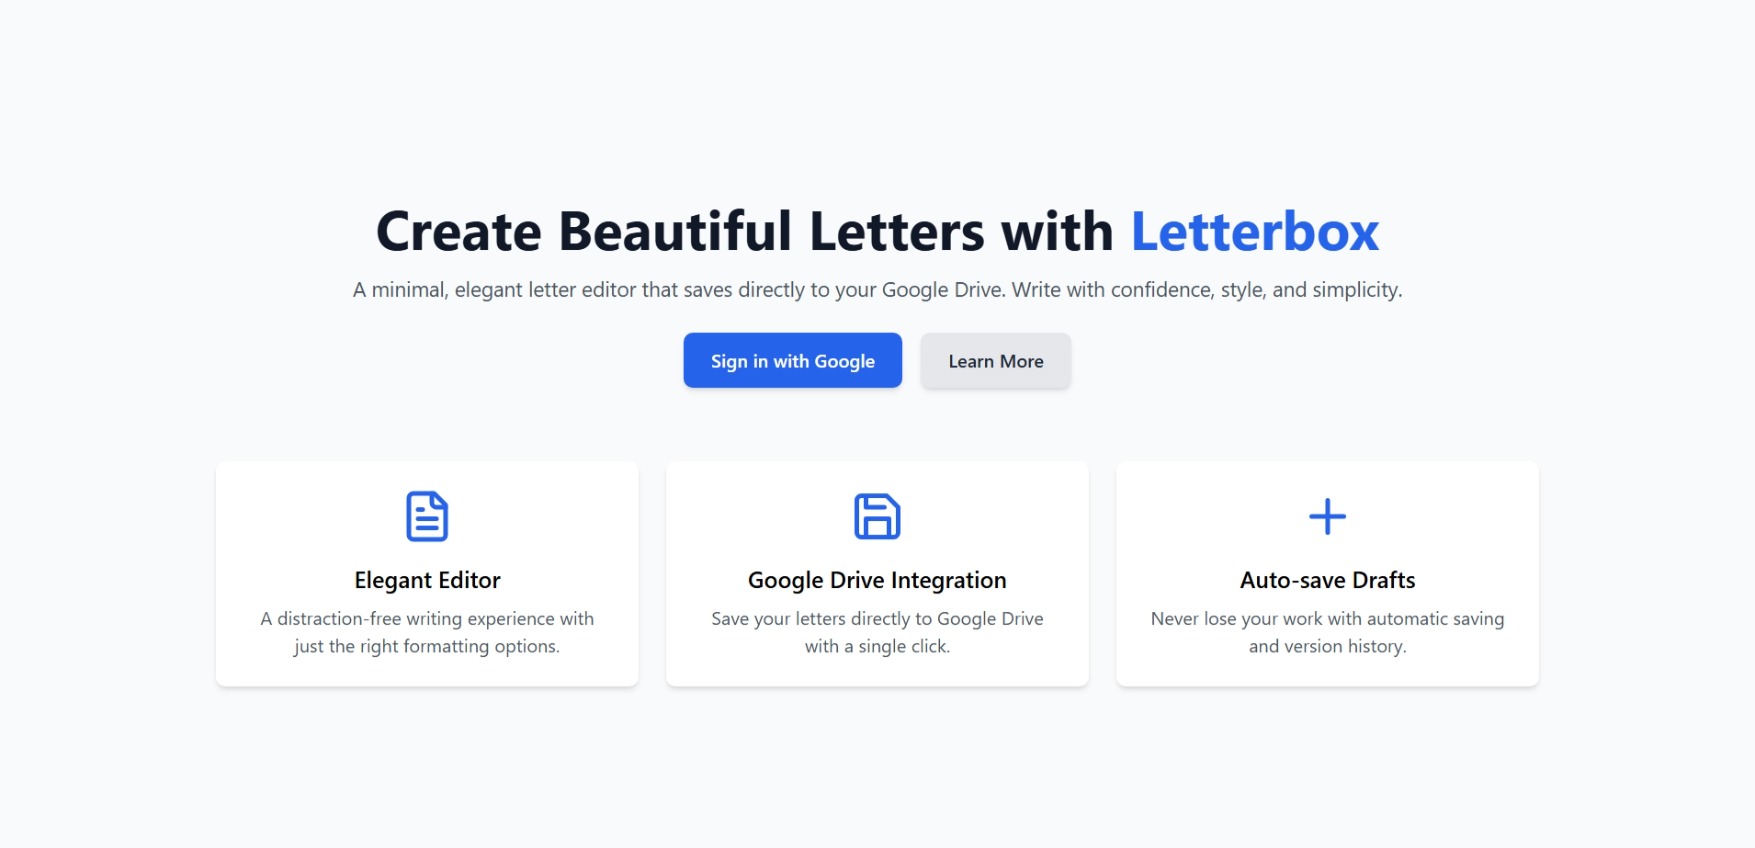 Create Beautiful Letters with Letterbox
A minimal, elegant letter editor that saves directly to your Google Drive. Write with confidence, style, and simplicity.
Sign in with Google
Learn More
Elegant Editor
A distraction-free writing experience with
just the right formatting options.
Google Drive Integration
Save your letters directly to Google Drive
with a single click.
Auto-save Drafts
Never lose your work with automatic saving
and version history.